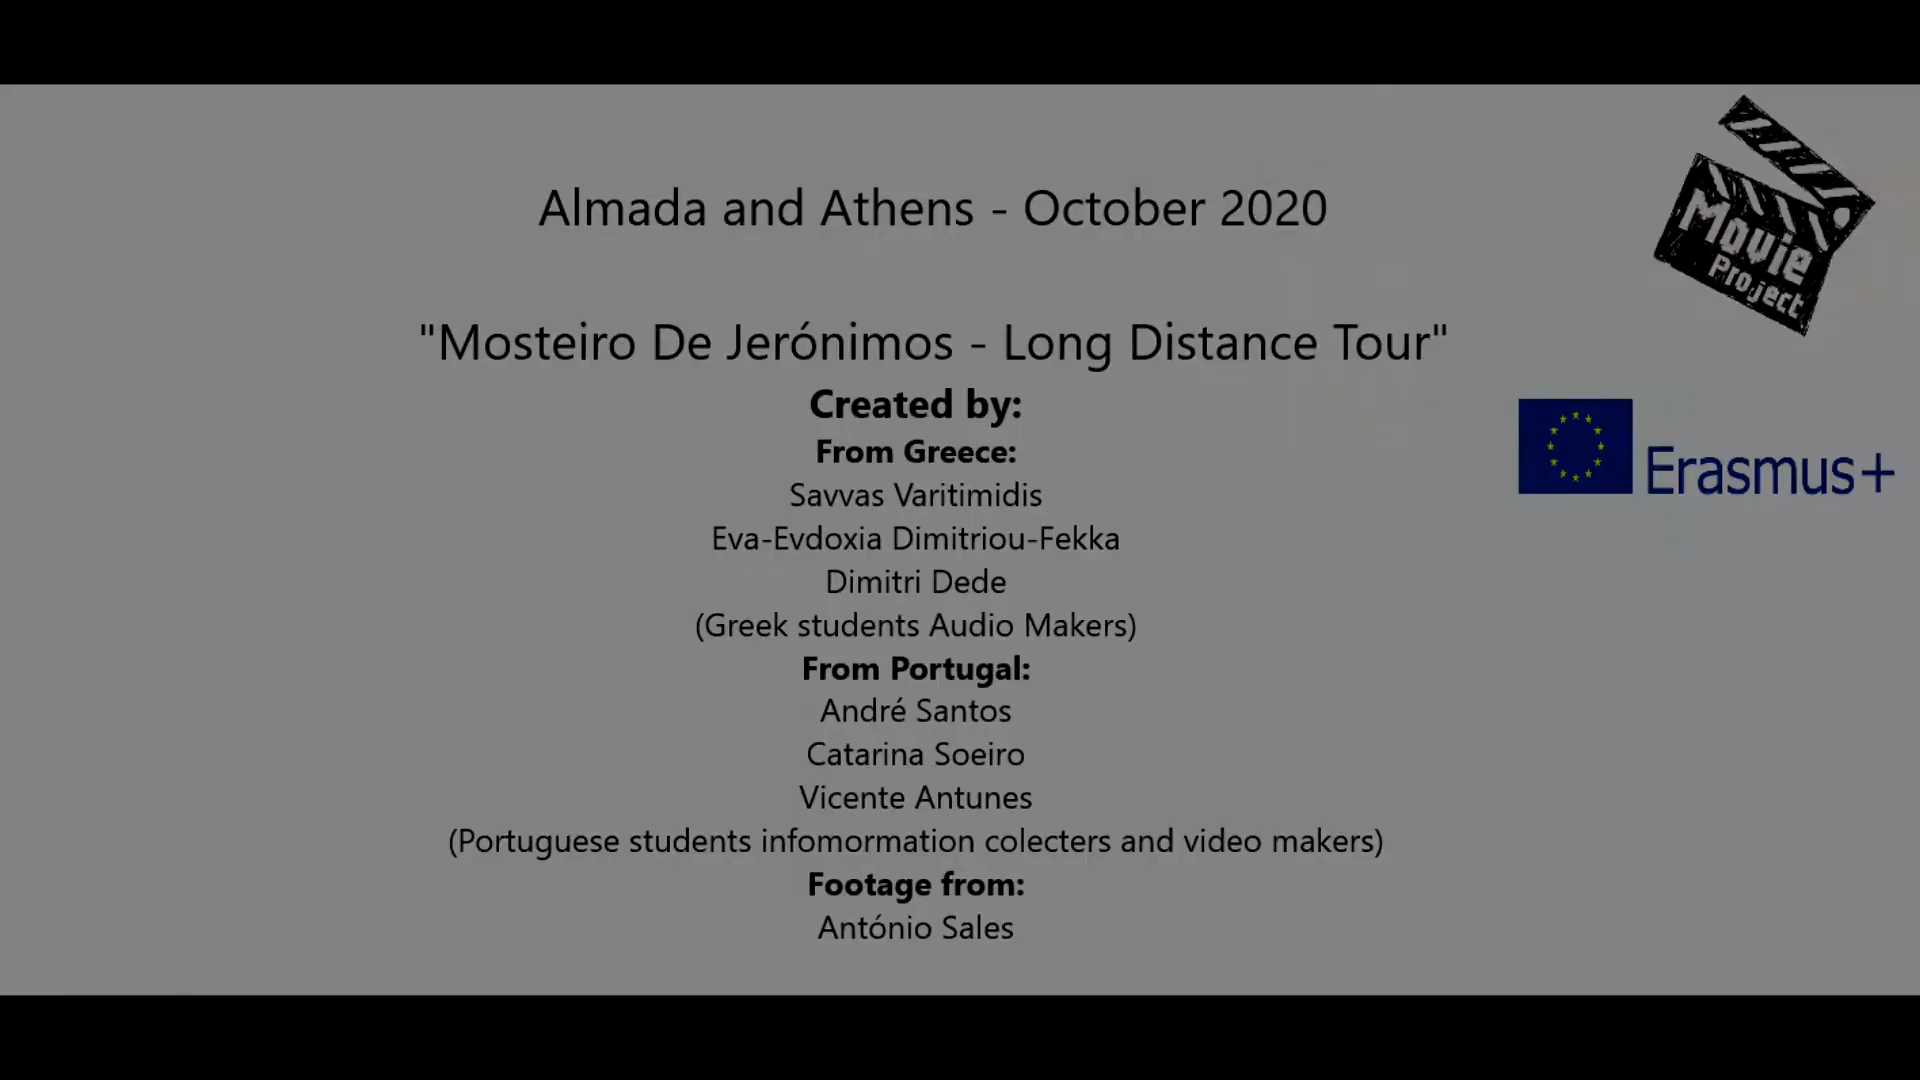 Almada and Athens - October 2020
Movie
Project
"Mosteiro De Jerónimos - Long Distance Tour"
Created by:
From Greece:
Erasmus+
Savvas Varitimidis
Eva-Evdoxia Dimitriou-Fekka
Dimitri Dede
(Greek students Audio Makers)
From Portugal:
André Santos
Catarina Soeiro
Vicente Antunes
(Portuguese students infomormation colecters and video makers)
Footage from:
António Sales